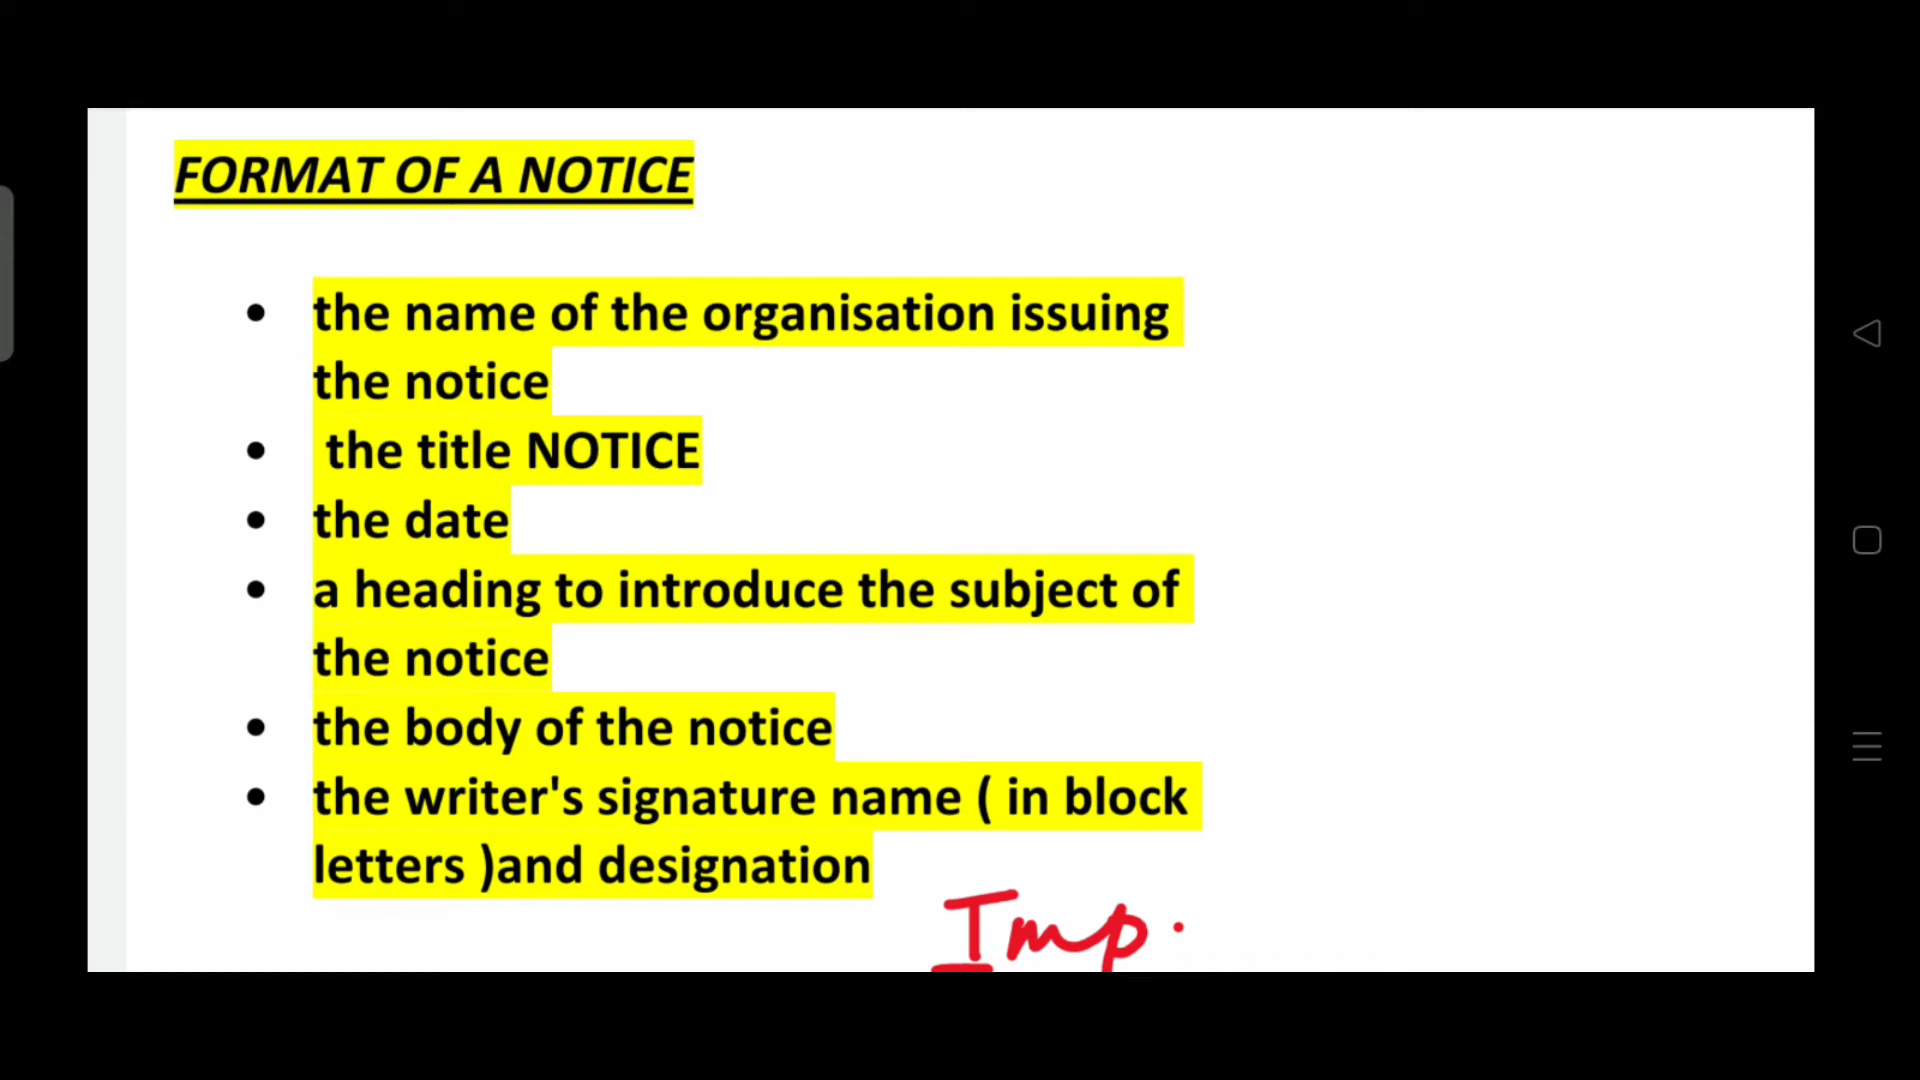 FORMAT OF A NOTICE
• the name of the organisation issuing
the notice
• the title NOTICE
• the date
• a heading to introduce the subject of
the notice
• the body of the notice
• the writer's signature name ( in block
letters )and designation
Imp.